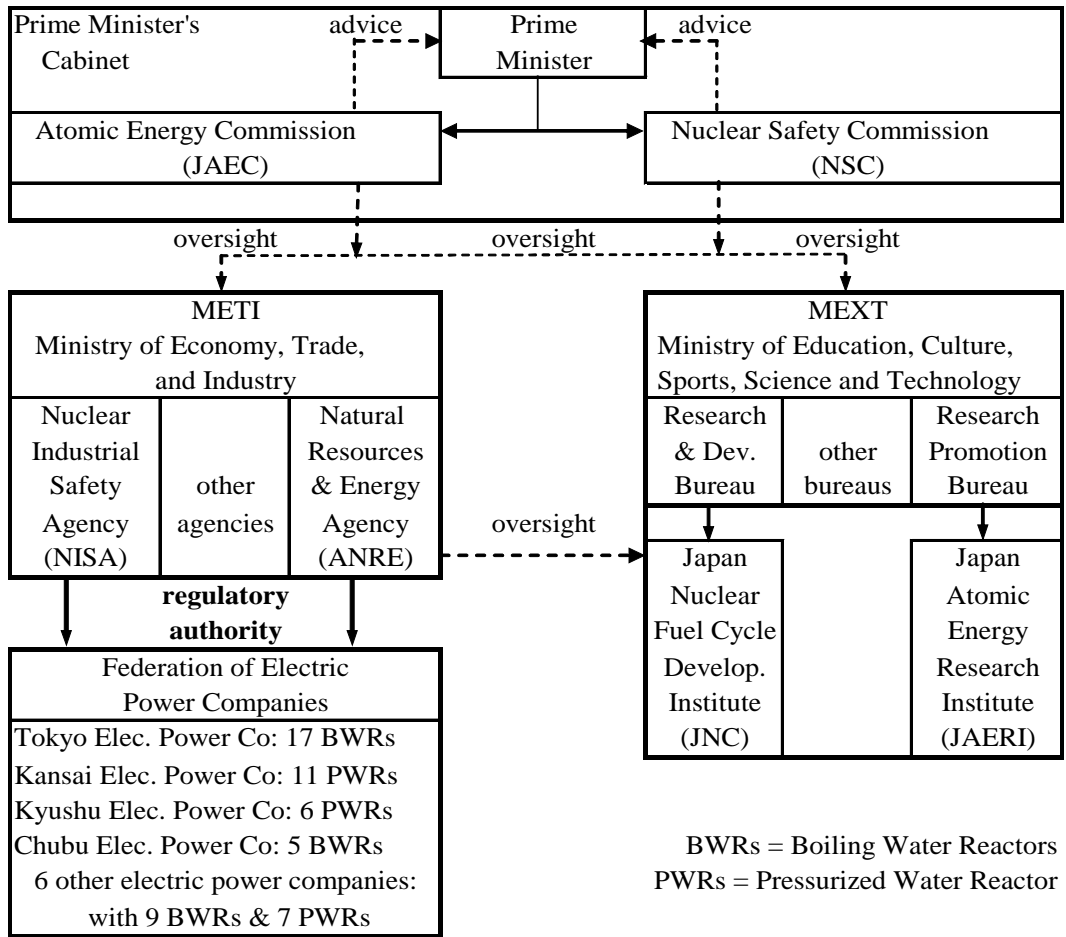 Prime Minister's
Cabinet
advice
Prime
Minister
advice
Atomic Energy Commission
(JAEC)
Nuclear Safety Commission
(NSC)
oversight
oversight
oversight
METI
Ministry of Economy, Trade,
and Industry
Nuclear
Industrial
Safety
Agency
(NISA)
other
agencies
Natural
Resources
& Energy
Agency
(ANRE)
oversight
MEXT
Ministry of Education, Culture,
Sports, Science and Technology
Research
& Dev.
Bureau
other
bureaus
Research
Promotion
Bureau
Japan
Nuclear
Fuel Cycle
Develop.
Institute
(JNC)
Japan
Atomic
Energy
Research
Institute
(JAERI)
regulatory
authority
Federation of Electric
Power Companies
Tokyo Elec. Power Co: 17 BWRs
Kansai Elec. Power Co: 11 PWRs
Kyushu Elec. Power Co: 6 PWRs
Chubu Elec. Power Co: 5 BWRs
6 other electric power companies:
with 9 BWRs & 7 PWRs
BWRs = Boiling Water Reactors
PWRs = Pressurized Water Reactor